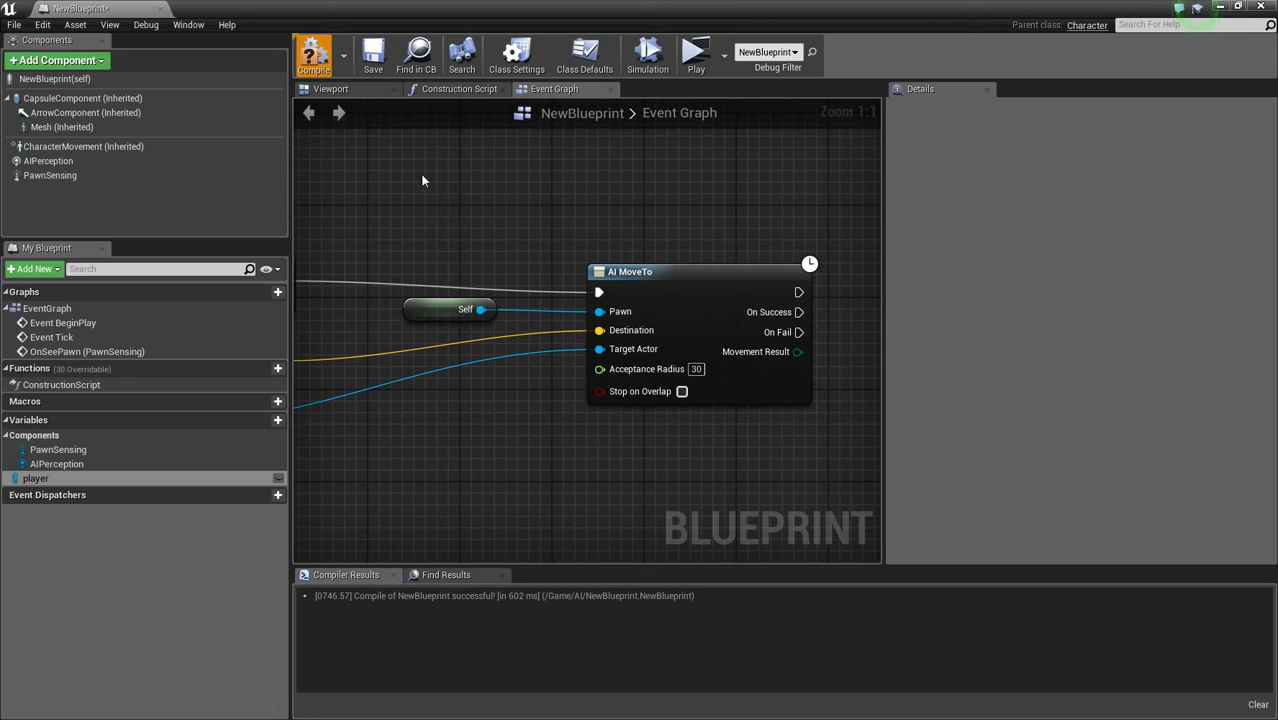 NewBlueprint*
File Edit Asset View Debug Window Help
Parent class: Character Search For Help
Components
+ Add Component
NewBlueprint(self)
CapsuleComponent (Inherited)
ArrowComponent (Inherited)
Mesh (Inherited)
CharacterMovement (Inherited)
AIPerception
PawnSensing
Compile Save Find in CB Search Class Settings Class Defaults Simulation Play
NewBlueprint
Debug Filter
Viewport Construction Script Event Graph Details
NewBlueprint > Event Graph
Zoom 1:1
My Blueprint
+ Add New Search
Graphs
EventGraph
Event BeginPlay
Event Tick
OnSeePawn (PawnSensing)
Functions (30 Overridable)
ConstructionScript
Macros
Variables
Components
PawnSensing
AIPerception
player
Event Dispatchers
Self
AI MoveTo
Pawn On Success
Destination On Fail
Target Actor Movement Result
Acceptance Radius 30
Stop on Overlap
BLUEPRINT
Compiler Results Find Results
[0746.57] Compile of NewBlueprint successful! [in 602 ms] (/Game/AI/NewBlueprint.NewBlueprint)
Clear